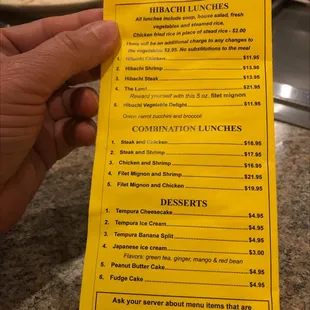 HIBACHI LUNCHES
All lunches include soup, house salad, fresh
vegetables and steamed rice.
Chicken fried rice in place of stead rice - $2.00
There will be an additional charge to any changes to
the vegetables $2.95. No substitutions to the meal
1. Hibachi Chicken $11.95
2. Hibachi Shrimp $13.95
3. Hibachi Steak $13.95
4. The Lunch $21.95
Reward yourself with this 5 oz. filet mignon.
5. Hibachi Vegetable Delight $11.95
Onion, carrot, zucchini and broccoli
COMBINATION LUNCHES
1. Steak and Chicken $16.95
2. Steak and Shrimp $17.95
3. Chicken and Shrimp $16.95
4. Filet Mignon and Shrimp $21.95
5. Filet Mignon and Chicken $19.95
DESSERTS
1. Tempura Cheesecake $4.95
2. Tempura Ice Cream $4.95
3. Tempura Banana Split $4.95
4. Japanese ice cream $3.00
Flavors: green tea, ginger, mango & red bean
5. Peanut Butter Cake $4.95
6. Fudge Cake $4.95
Ask your server about menu items that are